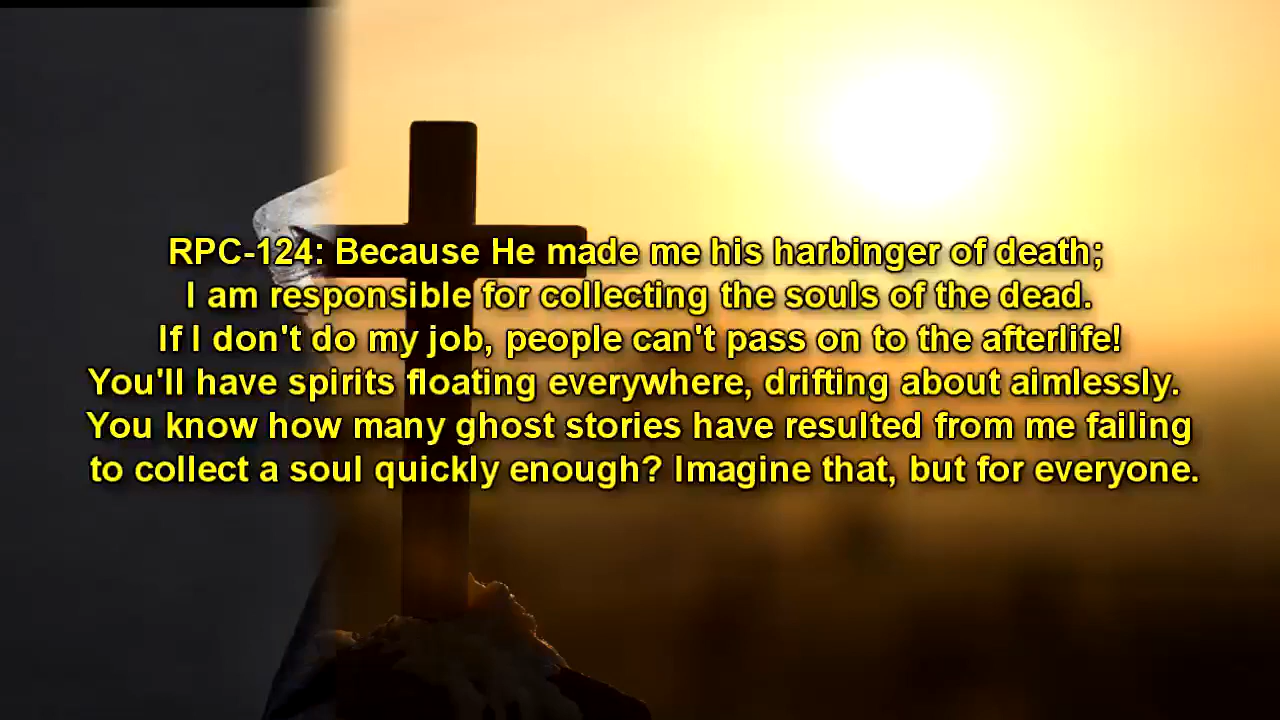 RPC-124: Because He made me his harbinger of death;
I am responsible for collecting the souls of the dead.
If I don't do my job, people can't pass on to the afterlife!
You'll have spirits floating everywhere, drifting about aimlessly.
You know how many ghost stories have resulted from me failing
to collect a soul quickly enough? Imagine that, but for everyone.